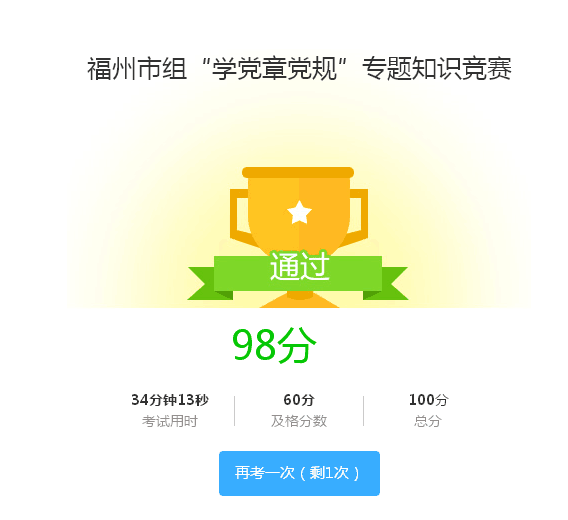 福州市组“学党章党规”专题知识竞赛
通过
98分
34分钟13秒 60分 100分
考试用时 及格分数 总分
再考一次（剩1次）